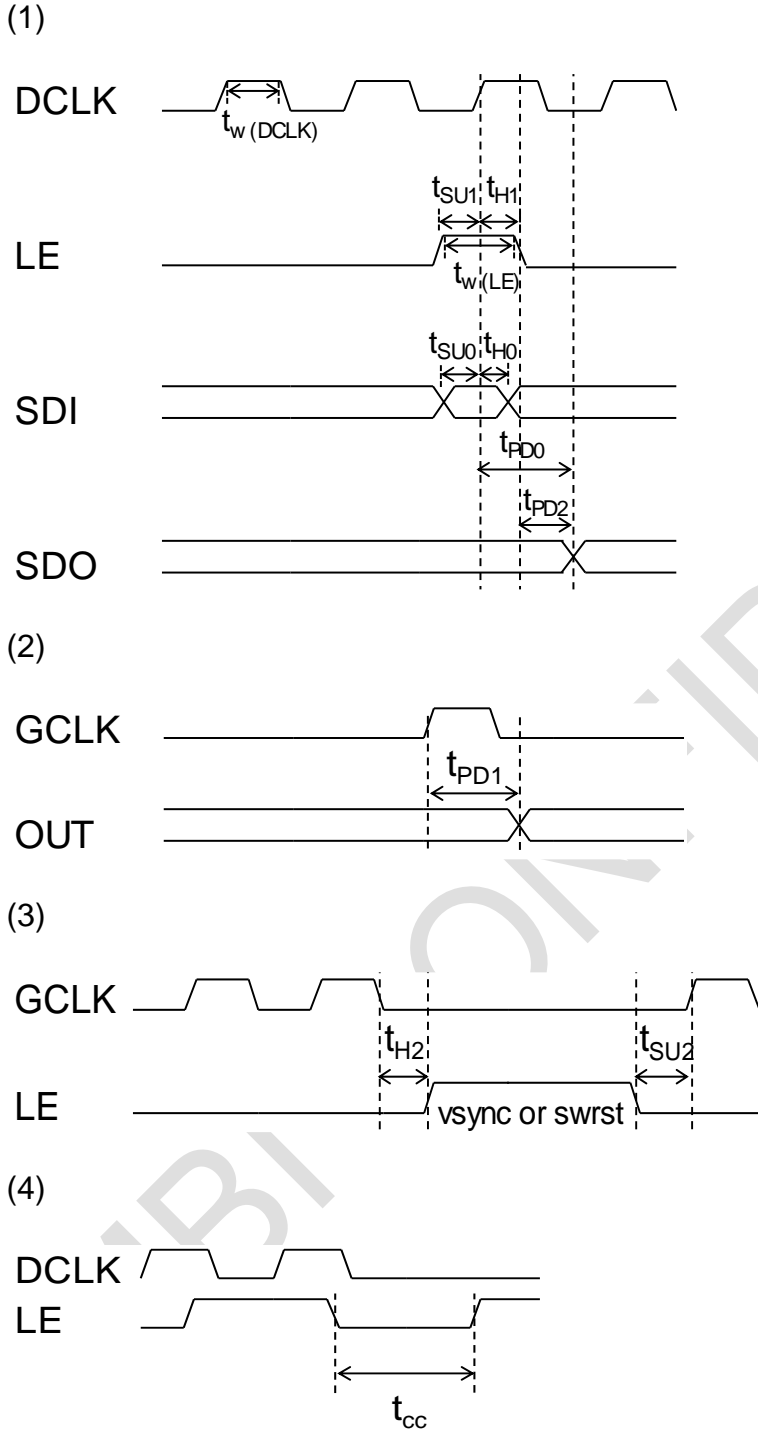 (1)
DCLK
tw (DCLK)
tSU1 tH1
LE
tw (LE)
tSU0 tH0
SDI
tPD0
tPD2
SDO
(2)
GCLK
tPD1
OUT
(3)
GCLK
tH2 tSU2
LE
vsync or swrst
(4)
DCLK
LE
tcc